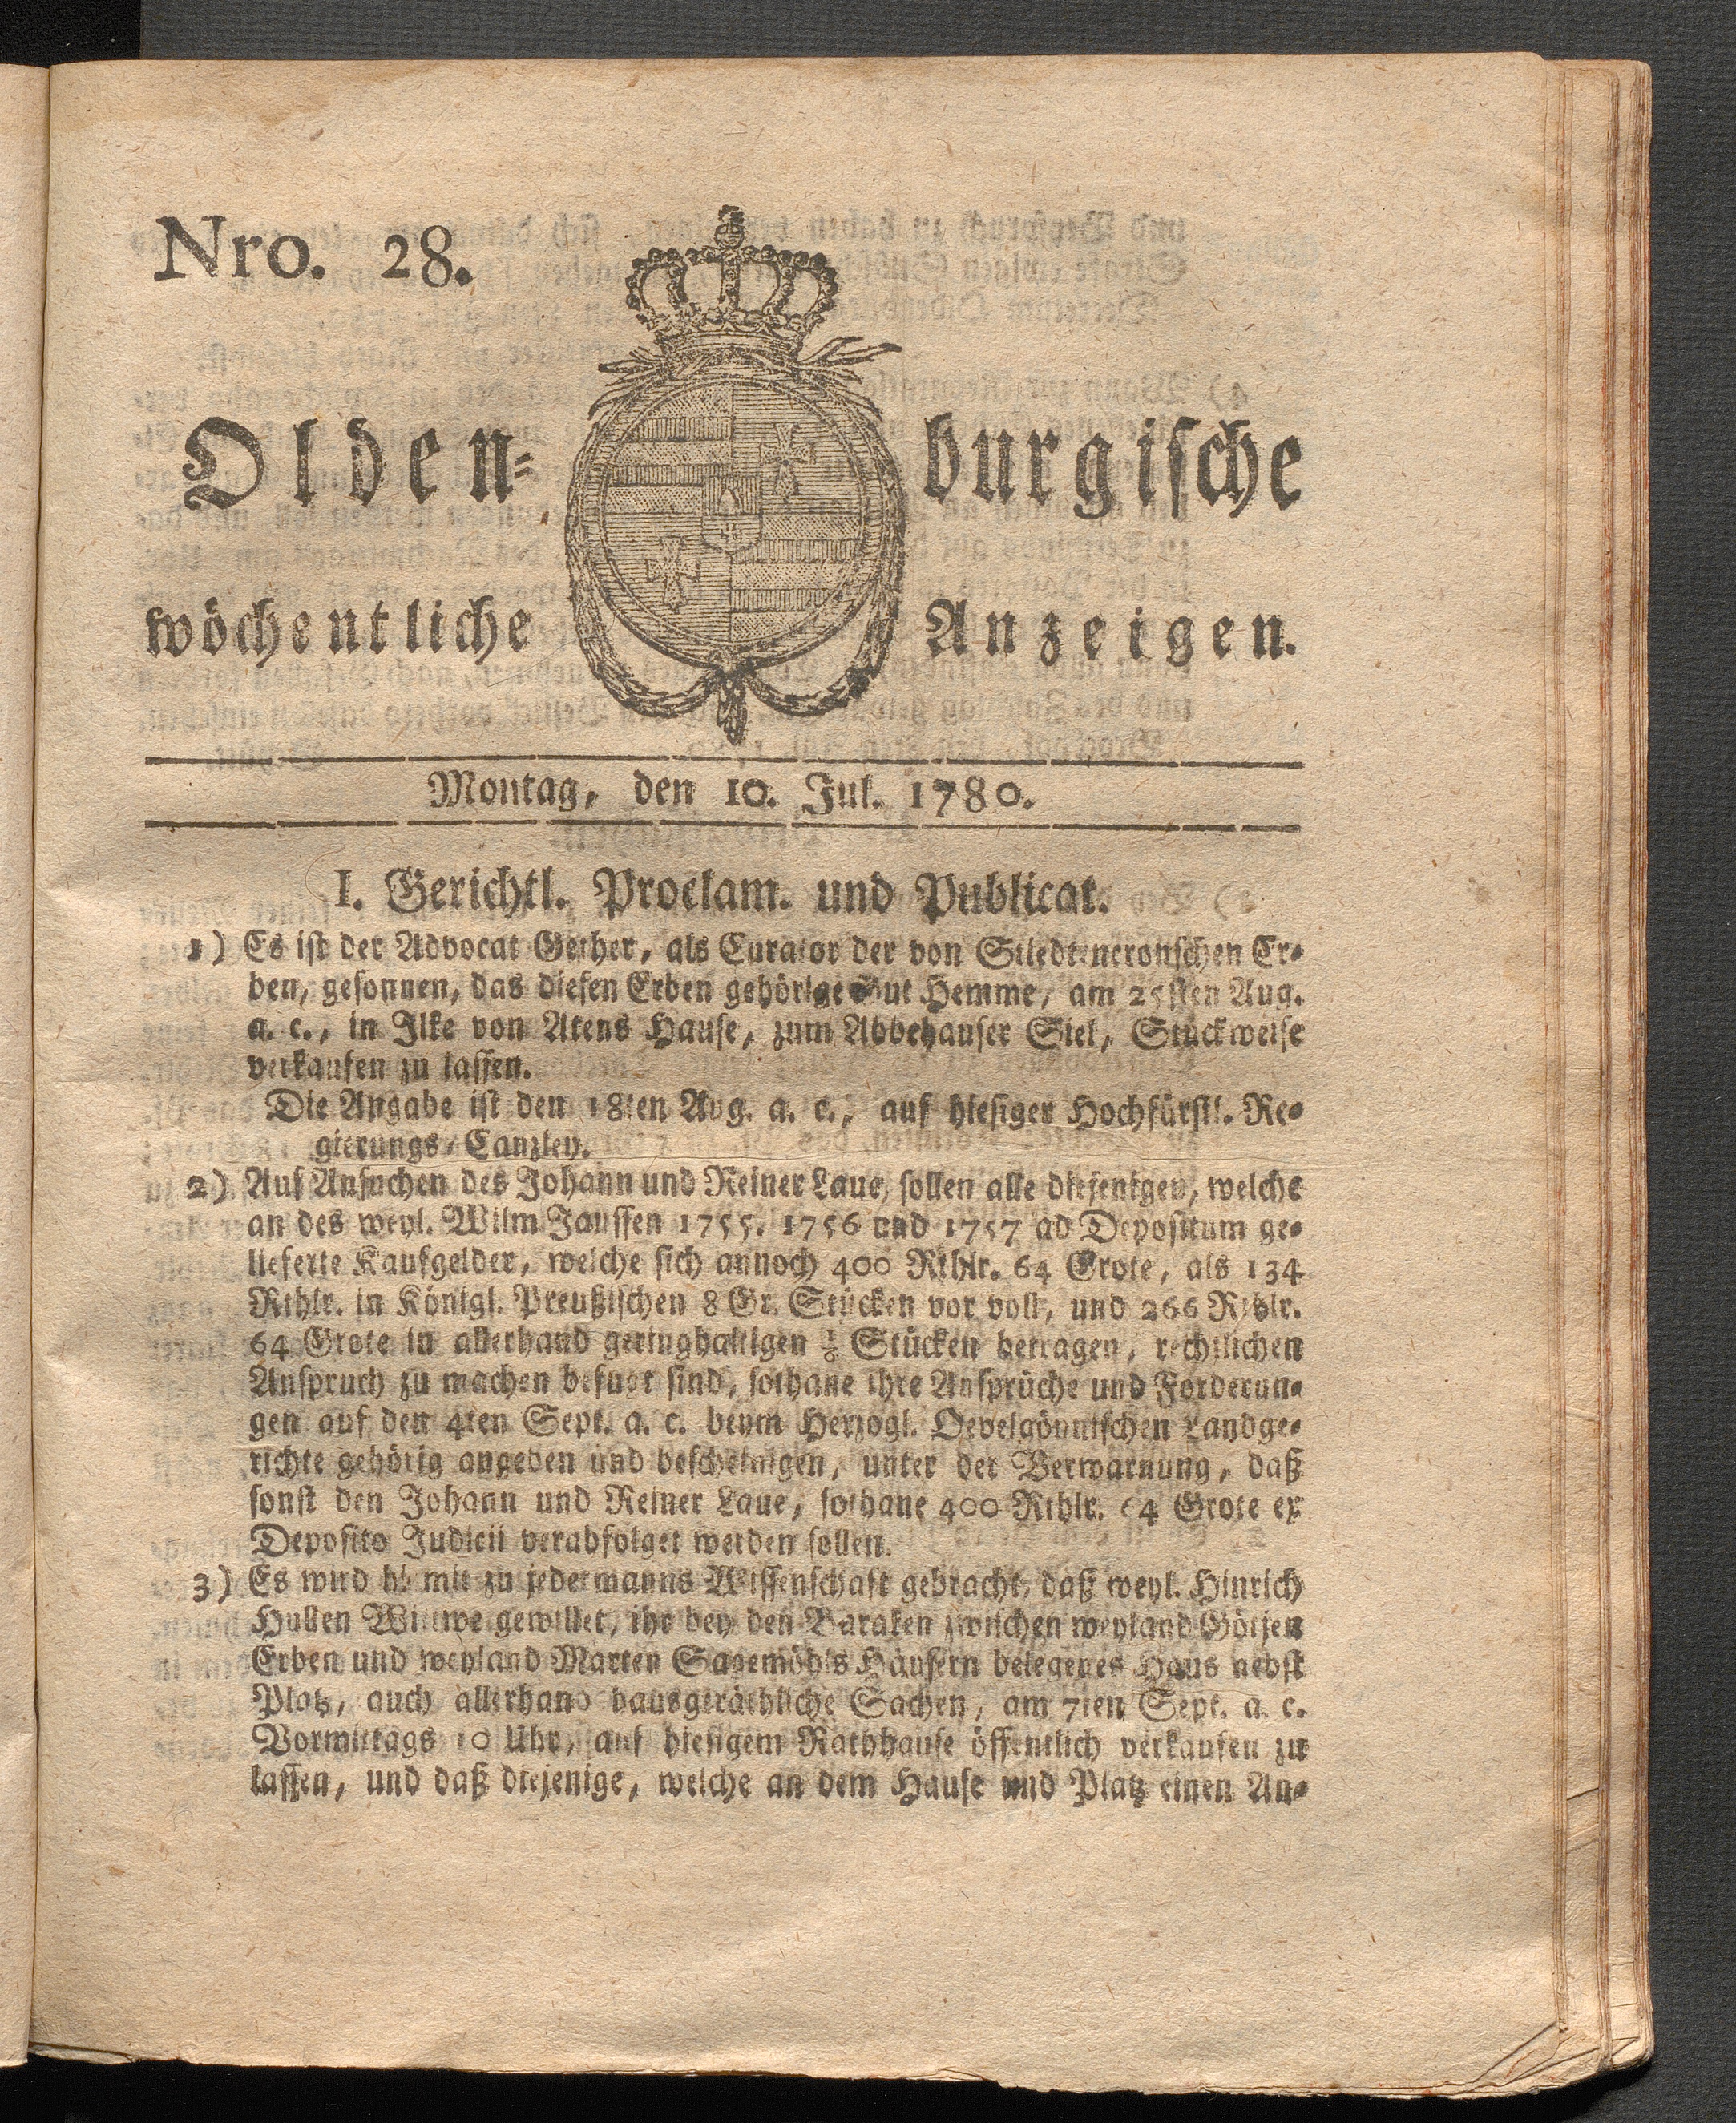 Nro. 28.
Olden-burgische
wöchentliche Anzeigen.
Montag, den 10. Jul. 1780.
I. Gerichtl. Proclam. und Publicat.
1) Es ist der Advocat Gether, als Curator der von Stiedtencronschen Er-
ben, gesonnen, das diesen Erben gehörige Gut Hemme, am 25sten Aug.
a. c., in Ilke von Atens Hause, zum Abbehauser Siel, Stückweise
verkaufen zu lassen.
Die Angabe ist den 18ten Aug. a. c., auf hiesiger Hochfürstl. Re-
gierungs-Canzley.
2) Auf Ansuchen des Johann und Reiner Laue, sollen alle diejenigen, welche
an des weyl. Wilm Janssen 1755. 1756 und 1757 ad Depositum ge-
lieferte Kaufgelder, welche sich annoch 400 Rthlr. 64 Grote, als 134
Rthlr. in Königl. Preußischen 8 Gr. Stücken vor voll, und 266 Rthlr.
64 Grote in allerhand geringhaltigen Stücken betragen, rechtlichen
Anspruch zu machen befugt sind, sothane ihre Ansprüche und Forderun-
gen auf den 4ten Sept. a. c. beym Herzogl. Oevelgönnischen Landge-
richte gehörig angeben und bescheinigen, unter der Verwarnung, daß
sonst den Johann und Reiner Laue, sothane 400 Rthlr. 64 Grote ex
Deposito Judicii verabfolget werden sollen.
3) Es wird hiemit zu jedermanns Wissenschaft gebracht, daß weyl. Hinrich
Hullen Wittwe gewillet, ihr bey den Baraken zwischen weyland Götjen
Erben und weyland Marten Sagemöhls Häusern belegenes Haus nebst
Platz, auch allerhand hausgeräthliche Sachen, am 7ten Sept. a. c.
Vormittags 10 Uhr, auf hiesigem Rathhause öffentlich verkaufen zu
lassen, und daß diejenige, welche an dem Hause und Platz einen An-